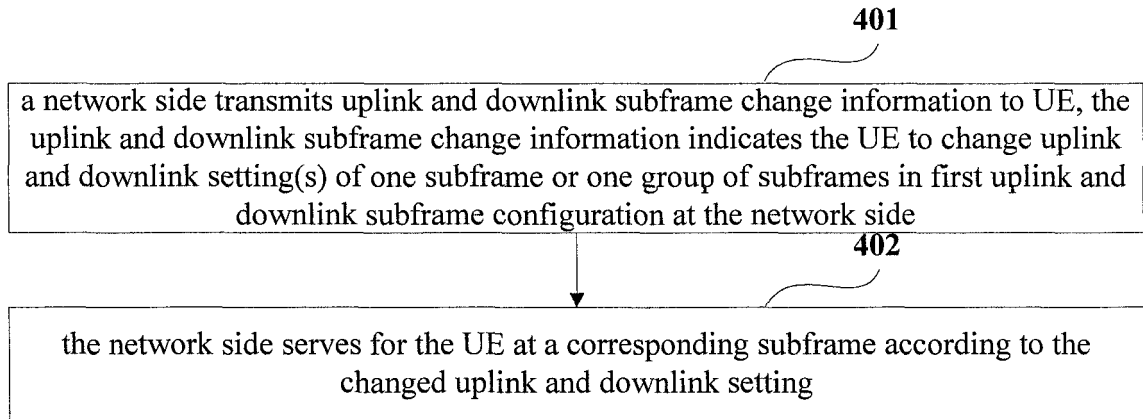 401
a network side transmits uplink and downlink subframe change information to UE, the
uplink and downlink subframe change information indicates the UE to change uplink
and downlink setting(s) of one subframe or one group of subframes in first uplink and
downlink subframe configuration at the network side
402
the network side serves for the UE at a corresponding subframe according to the
changed uplink and downlink setting